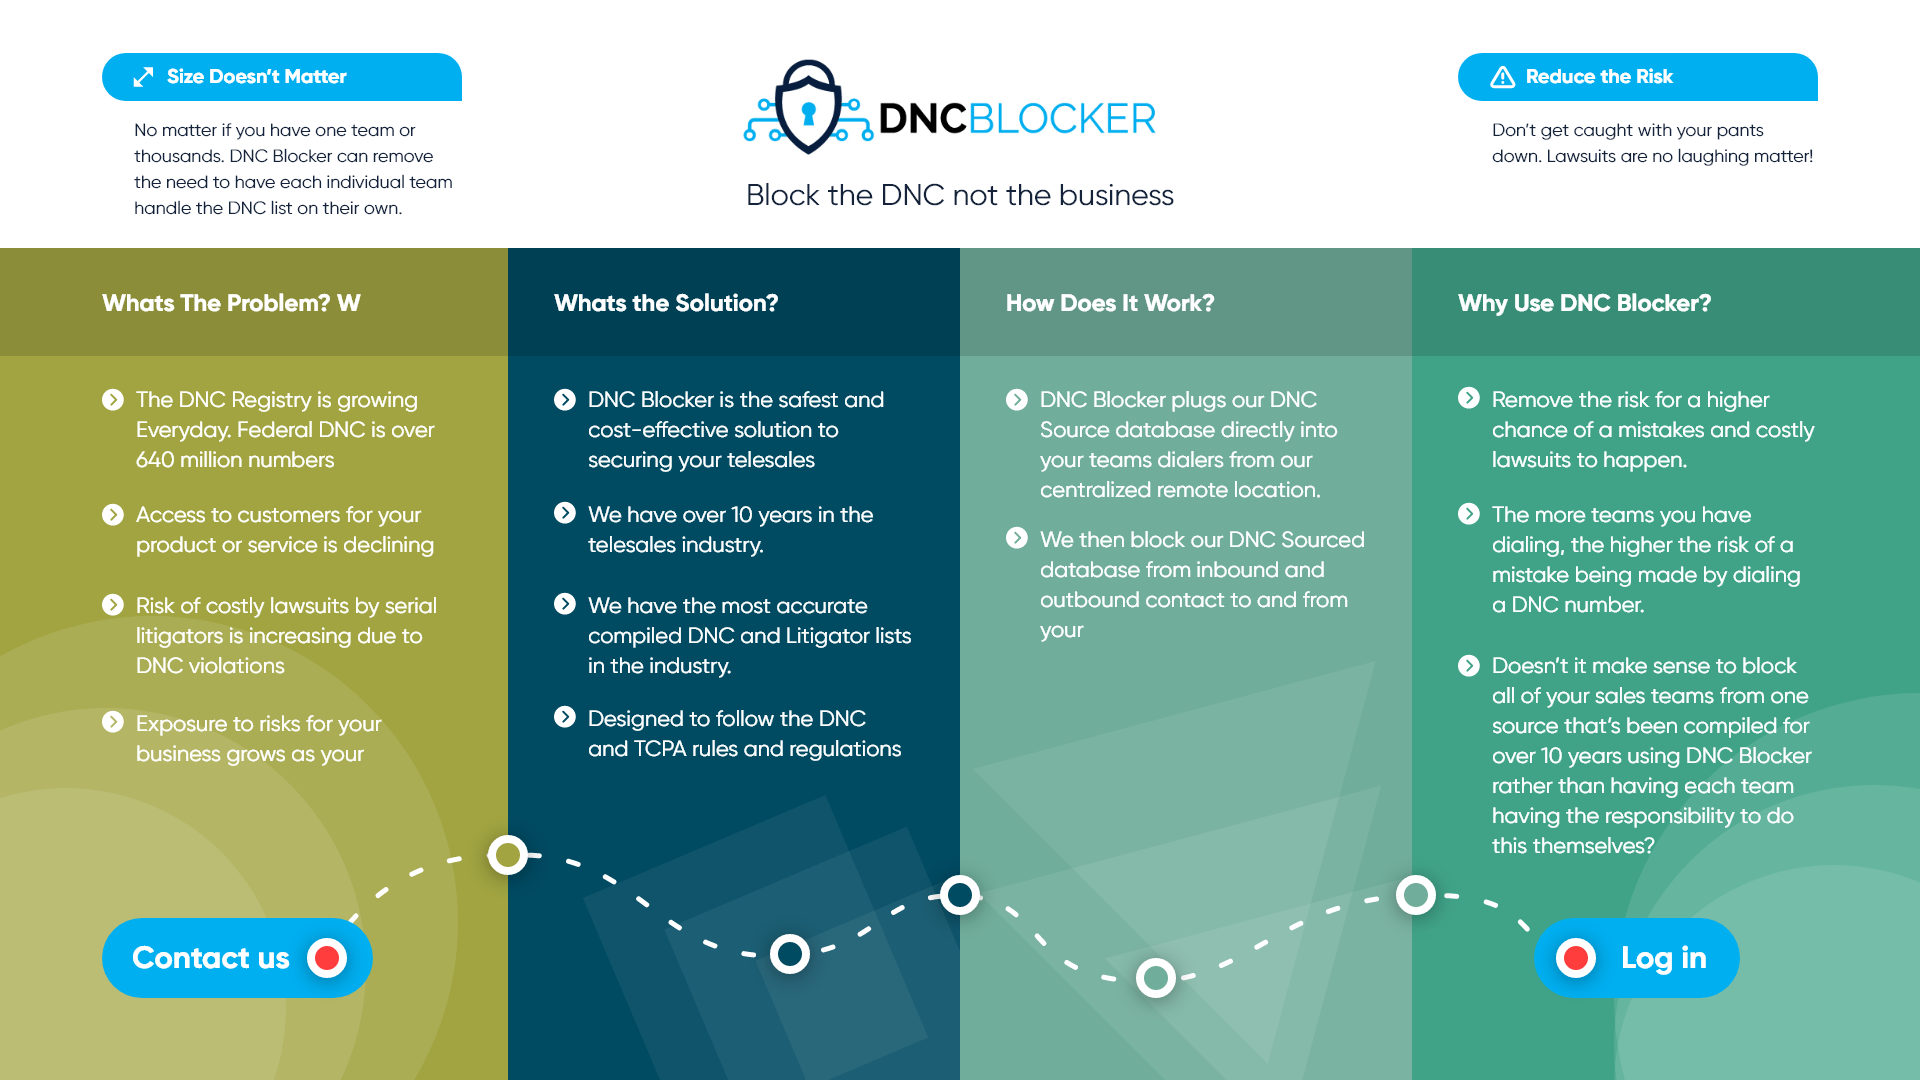 Size Doesn't Matter
No matter if you have one team or
thousands. DNC Blocker can remove
the need to have each individual team
handle the DNC list on their own.
DNCBLOCKER
Block the DNC not the business
Reduce the Risk
Don't get caught with your pants
down. Lawsuits are no laughing matter!
Whats The Problem? W
The DNC Registry is growing
Everyday. Federal DNC is over
640 million numbers
Access to customers for your
product or service is declining
Risk of costly lawsuits by serial
litigators is increasing due to
DNC violations
Exposure to risks for your
business grows as your
Whats the Solution?
DNC Blocker is the safest and
cost-effective solution to
securing your telesales
We have over 10 years in the
telesales industry.
We have the most accurate
compiled DNC and Litigator lists
in the industry.
Designed to follow the DNC
and TCPA rules and regulations
How Does It Work?
DNC Blocker plugs our DNC
Source database directly into
your teams dialers from our
centralized remote location.
We then block our DNC Sourced
database from inbound and
outbound contact to and from
your
Why Use DNC Blocker?
Remove the risk for a higher
chance of a mistakes and costly
lawsuits to happen.
The more teams you have
dialing, the higher the risk of a
mistake being made by dialing
a DNC number.
Doesn't it make sense to block
all of your sales teams from one
source that's been compiled for
over 10 years using DNC Blocker
rather than having each team
having the responsibility to do
this themselves?
Contact us
Log in